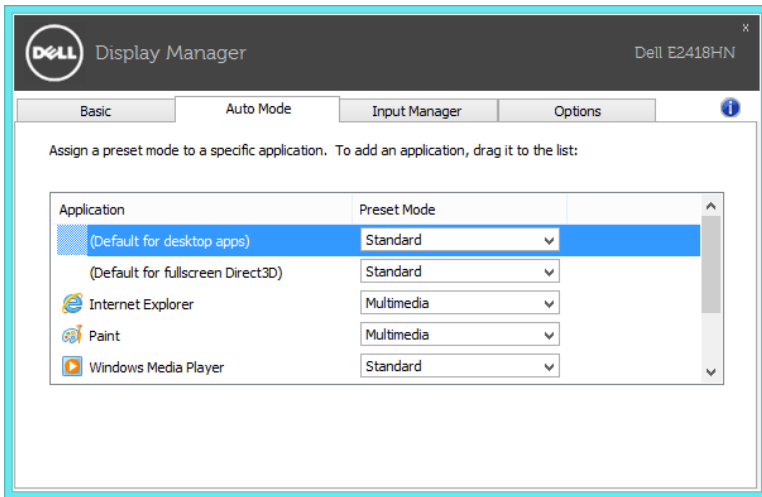 DELL Display Manager Dell E2418HN
x
Basic Auto Mode Input Manager Options
Assign a preset mode to a specific application. To add an application, drag it to the list:
Application Preset Mode
(Default for desktop apps) Standard
(Default for fullscreen Direct3D) Standard
Internet Explorer Multimedia
Paint Multimedia
Windows Media Player Standard